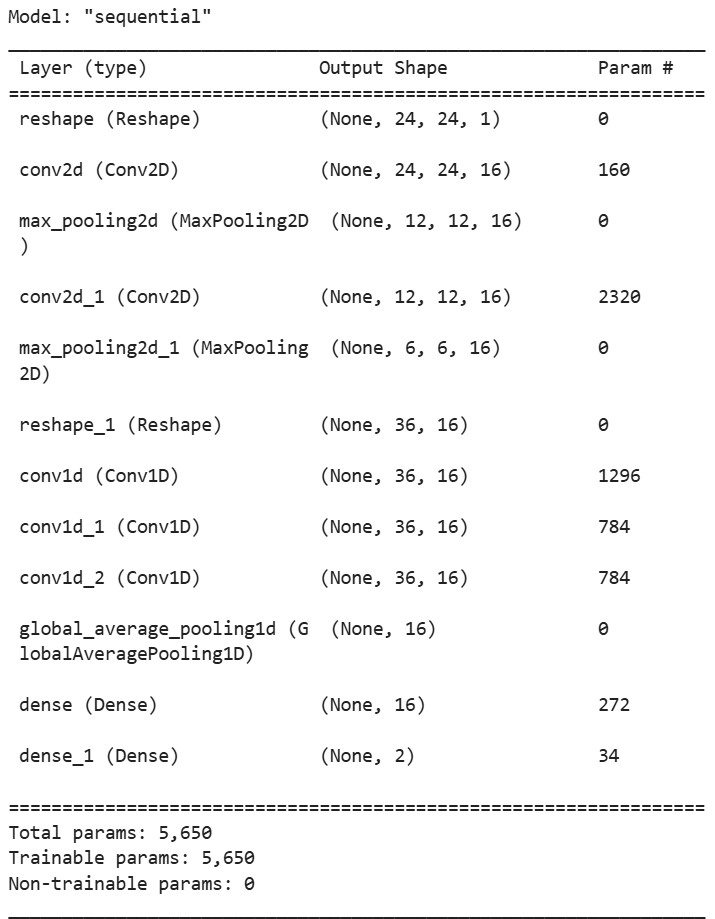 Model: "sequential"
Layer (type) Output Shape Param #
=================================================================
reshape (Reshape) (None, 24, 24, 1) 0
conv2d (Conv2D) (None, 24, 24, 16) 160
max_pooling2d (MaxPooling2D (None, 12, 12, 16) 0
)
conv2d_1 (Conv2D) (None, 12, 12, 16) 2320
max_pooling2d_1 (MaxPooling (None, 6, 6, 16) 0
2D)
reshape_1 (Reshape) (None, 36, 16) 0
conv1d (Conv1D) (None, 36, 16) 1296
conv1d_1 (Conv1D) (None, 36, 16) 784
conv1d_2 (Conv1D) (None, 36, 16) 784
global_average_pooling1d (G (None, 16) 0
lobalAveragePooling1D)
dense (Dense) (None, 16) 272
dense_1 (Dense) (None, 2) 34
=================================================================
Total params: 5,650
Trainable params: 5,650
Non-trainable params: 0